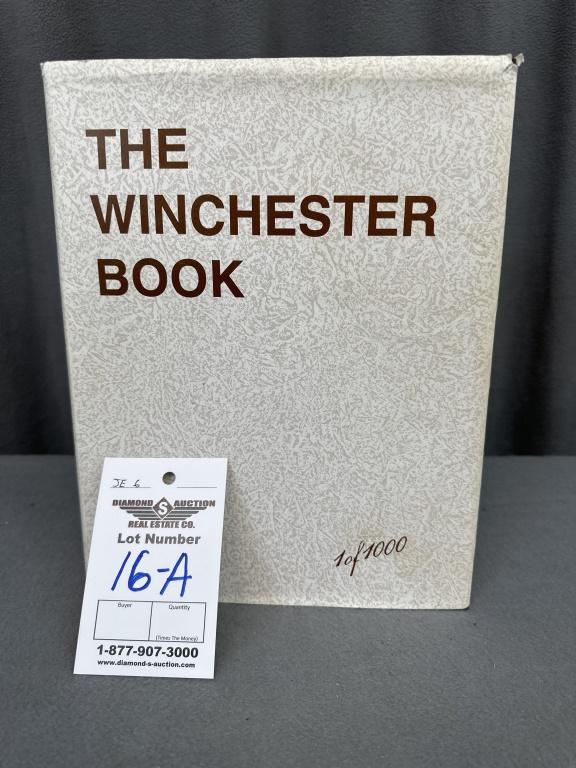 THE
WINCHESTER
BOOK
1 of 1000
JE 6
DIAMOND S AUCTION
REAL ESTATE CO.
Lot Number
16-A
Buyer Quantity
(Times The Money)
1-877-907-3000
www.diamond-s-auction.com